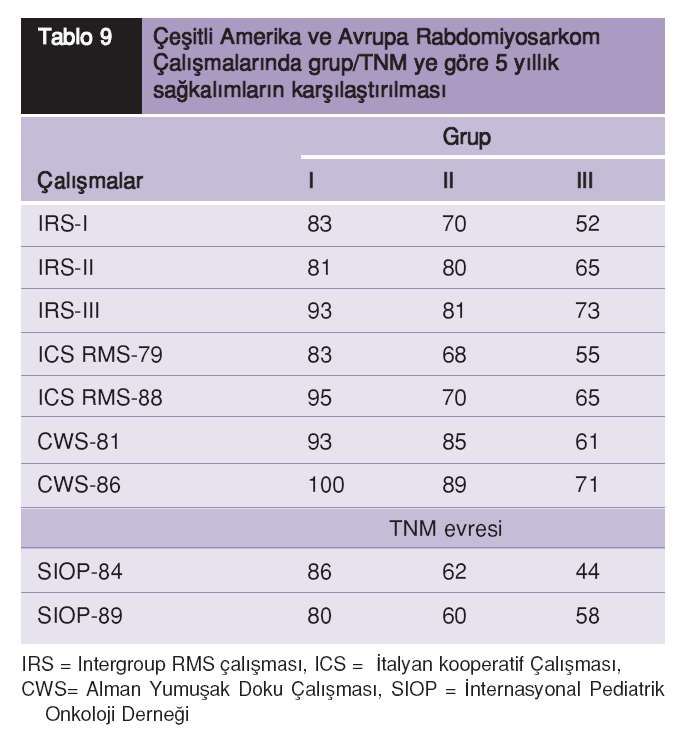 Tablo 9
Çeşitli Amerika ve Avrupa Rabdomiyosarkom
Çalışmalarında grup/TNM ye göre 5 yıllık
sağkalımların karşılaştırılması
Grup
Çalışmalar I II III
IRS-I 83 70 52
IRS-II 81 80 65
IRS-III 93 81 73
ICS RMS-79 83 68 55
ICS RMS-88 95 70 65
CWS-81 93 85 61
CWS-86 100 89 71
TNM evresi
SIOP-84 86 62 44
SIOP-89 80 60 58
IRS = Intergroup RMS çalışması, ICS = İtalyan kooperatif Çalışması,
CWS= Alman Yumuşak Doku Çalışması, SIOP = İnternasyonal Pediatrik
Onkoloji Derneği